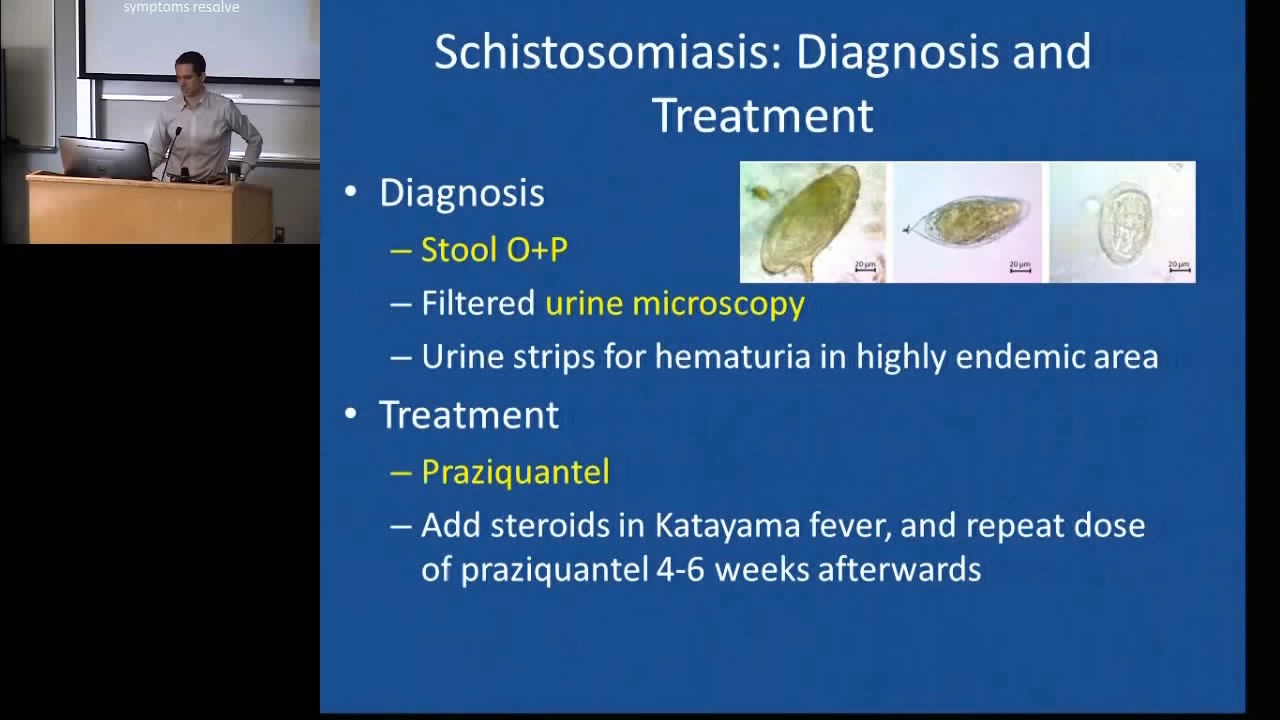 symptoms resolve
Schistosomiasis: Diagnosis and
Treatment
• Diagnosis
– Stool O+P
– Filtered urine microscopy
– Urine strips for hematuria in highly endemic area
• Treatment
– Praziquantel
– Add steroids in Katayama fever, and repeat dose
of praziquantel 4-6 weeks afterwards
20 µm
20 µm
20 µm